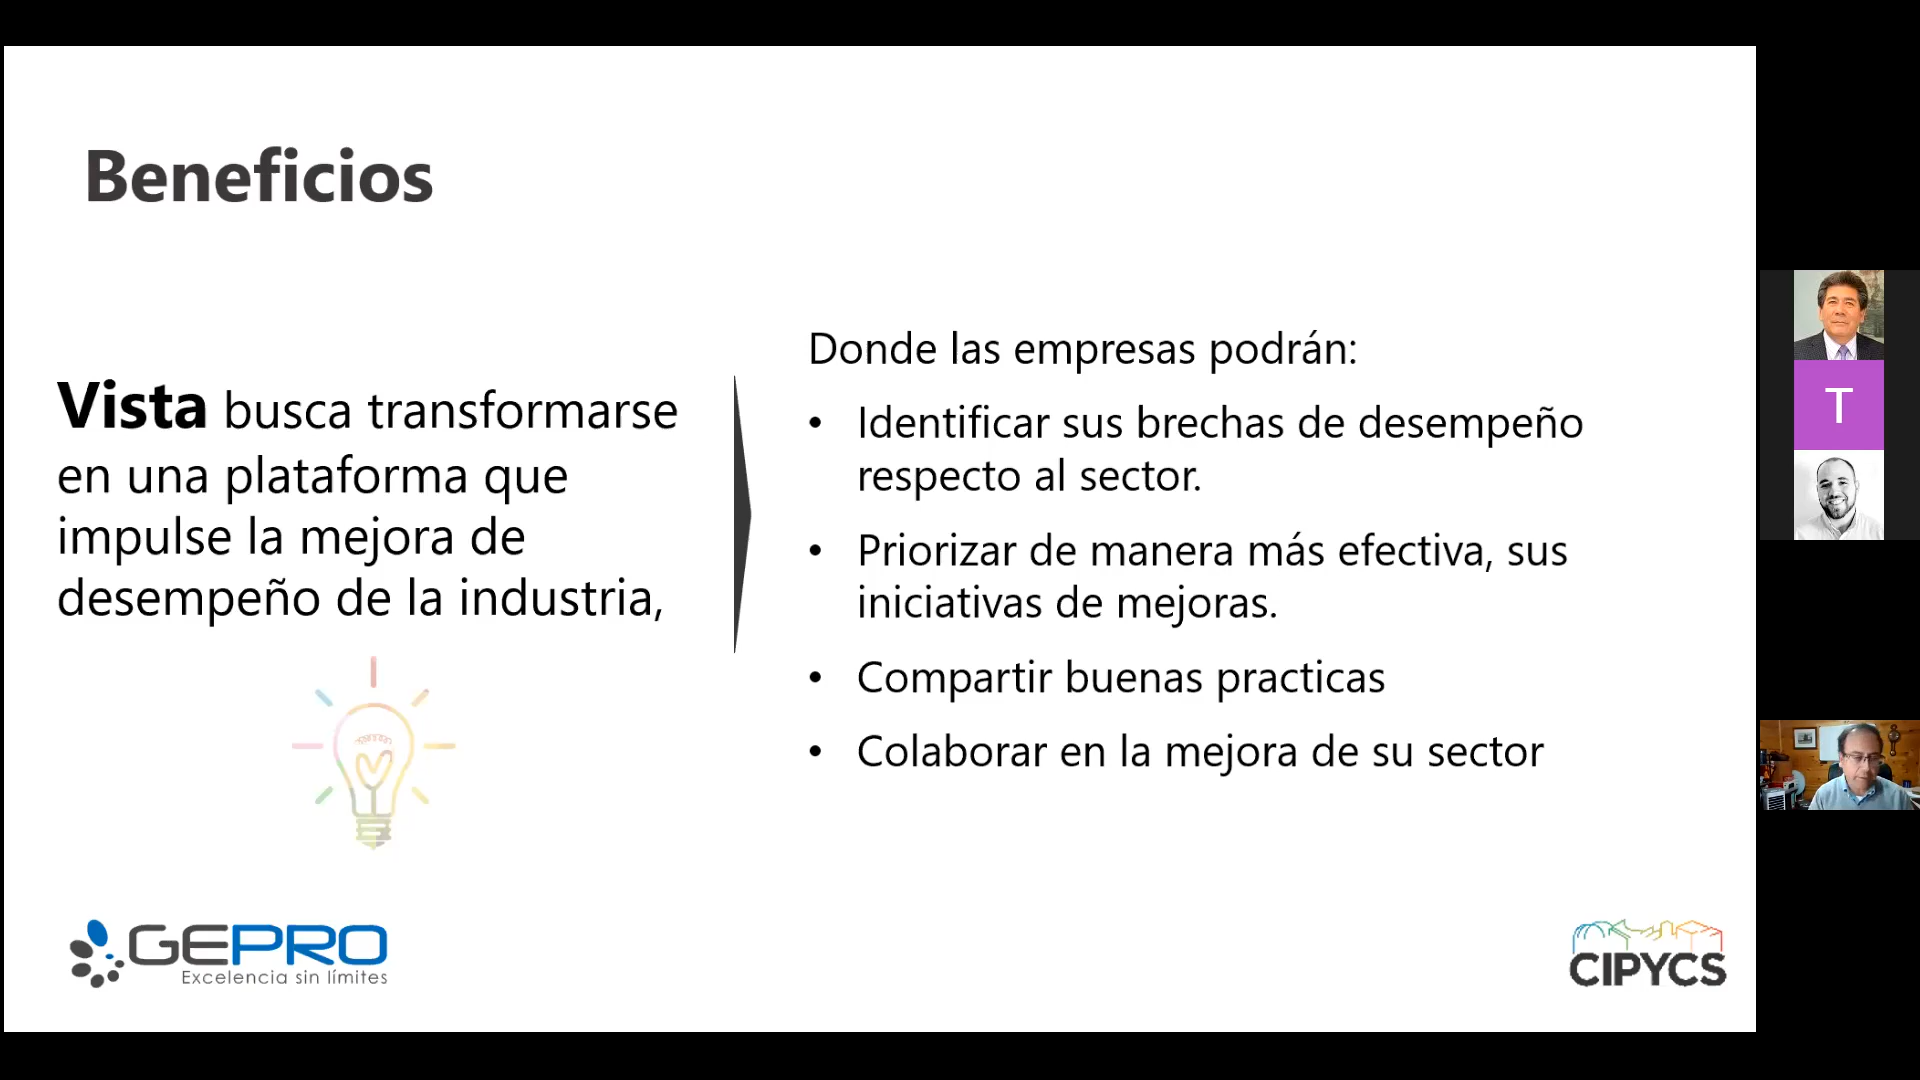 Beneficios
Vista busca transformarse
en una plataforma que
impulse la mejora de
desempeño de la industria,
Donde las empresas podrán:
• Identificar sus brechas de desempeño
respecto al sector.
• Priorizar de manera más efectiva, sus
iniciativas de mejoras.
• Compartir buenas practicas
• Colaborar en la mejora de su sector
GEPRO
Excelencia sin límites
CIPYCS
T